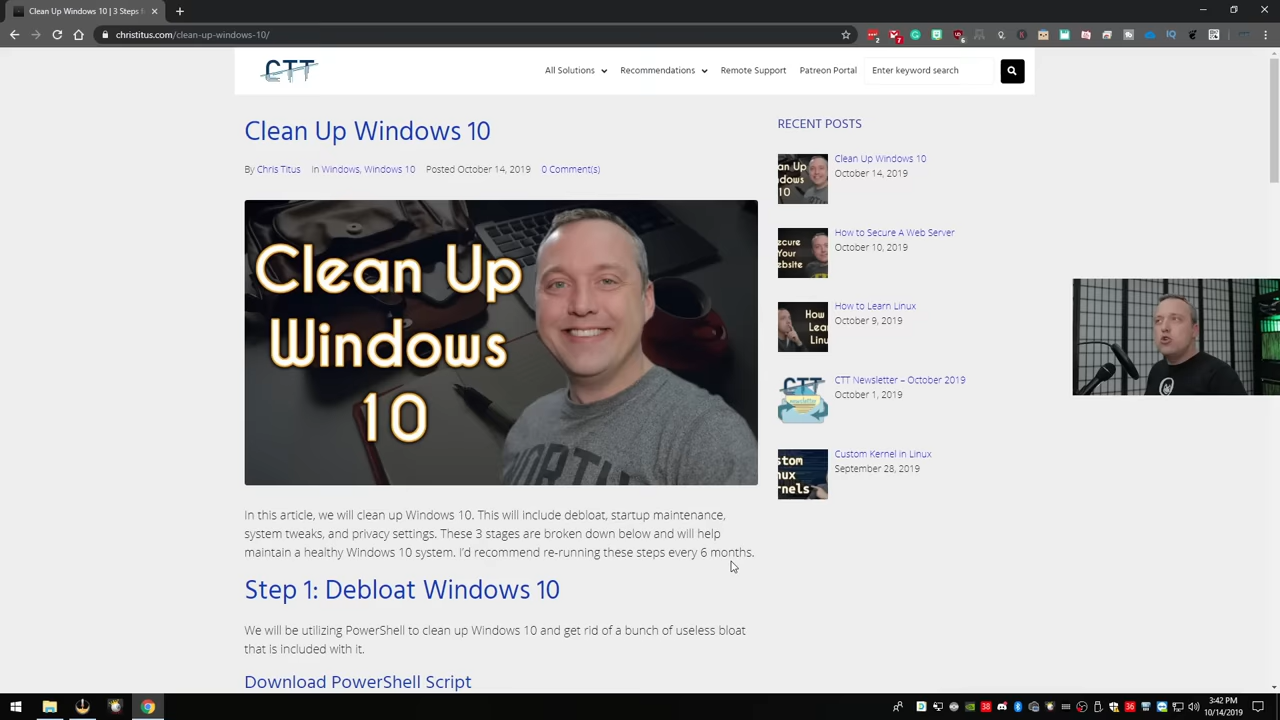 Clean Up Windows 10 | 3 Steps
christitus.com/clean-up-windows-10/
CTT
All Solutions
Recommendations
Remote Support
Patreon Portal
Enter keyword search
Clean Up Windows 10
By Chris Titus in Windows, Windows 10 Posted October 14, 2019 0 Comment(s)
Clean Up
Windows
10
In this article, we will clean up Windows 10. This will include debloat, startup maintenance,
system tweaks, and privacy settings. These 3 stages are broken down below and will help
maintain a healthy Windows 10 system. I'd recommend re-running these steps every 6 months.
Step 1: Debloat Windows 10
We will be utilizing PowerShell to clean up Windows 10 and get rid of a bunch of useless bloat
that is included with it.
Download PowerShell Script
RECENT POSTS
Clean Up Windows 10
October 14, 2019
How to Secure A Web Server
October 10, 2019
How to Learn Linux
October 9, 2019
CTT Newsletter – October 2019
October 1, 2019
Custom Kernel in Linux
September 28, 2019
3:42 PM
10/14/2019